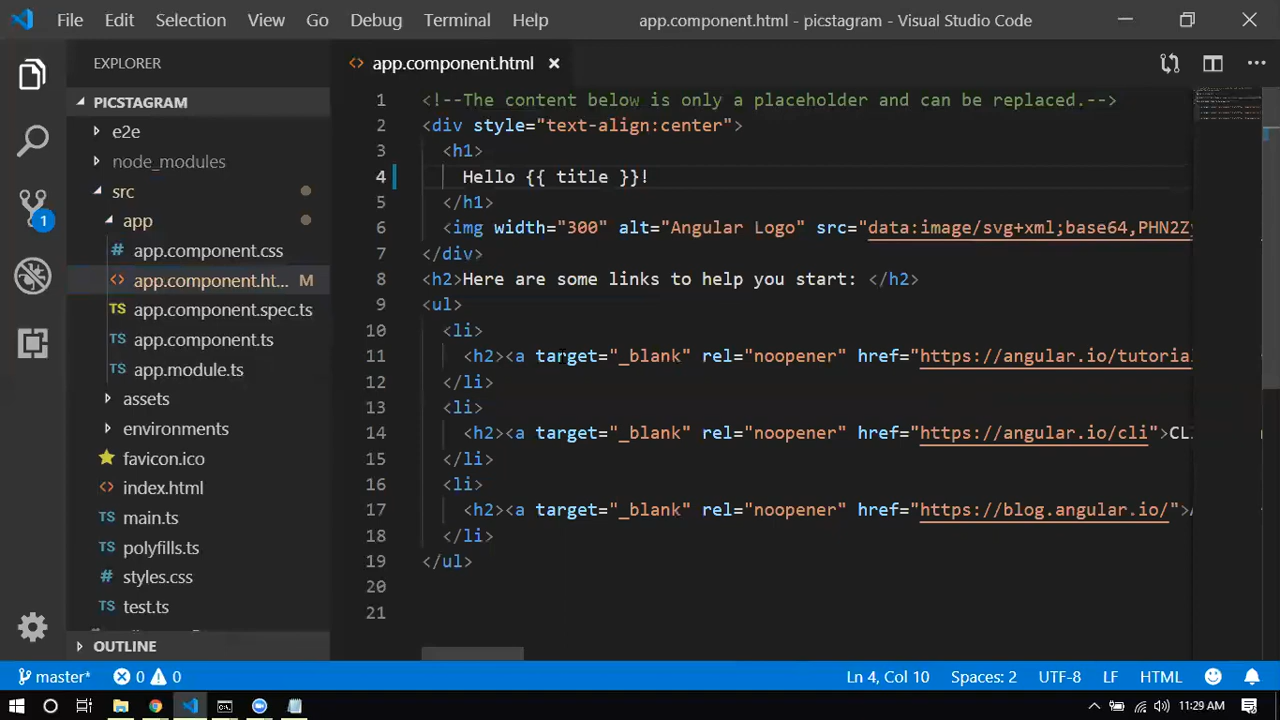 File Edit Selection View Go Debug Terminal Help app.component.html - picstagram - Visual Studio Code
EXPLORER
PICSTAGRAM
e2e
node_modules
src
app
app.component.css
app.component.ht... M
app.component.spec.ts
app.component.ts
app.module.ts
assets
environments
favicon.ico
index.html
main.ts
polyfills.ts
styles.css
test.ts
OUTLINE
1
app.component.html
1 <!--The content below is only a placeholder and can be replaced.-->
2 <div style="text-align:center">
3 <h1>
4 Hello {{ title }}!
5 </h1>
6 <img width="300" alt="Angular Logo" src="data:image/svg+xml;base64,PHN2Zy
7 </div>
8 <h2>Here are some links to help you start: </h2>
9 <ul>
10 <li>
11 <h2><a target="_blank" rel="noopener" href="https://angular.io/tutorial
12 </li>
13 <li>
14 <h2><a target="_blank" rel="noopener" href="https://angular.io/cli">CL
15 </li>
16 <li>
17 <h2><a target="_blank" rel="noopener" href="https://blog.angular.io/">
18 </li>
19 </ul>
20
21
master* 0 0 Ln 4, Col 10 Spaces: 2 UTF-8 LF HTML
11:29 AM